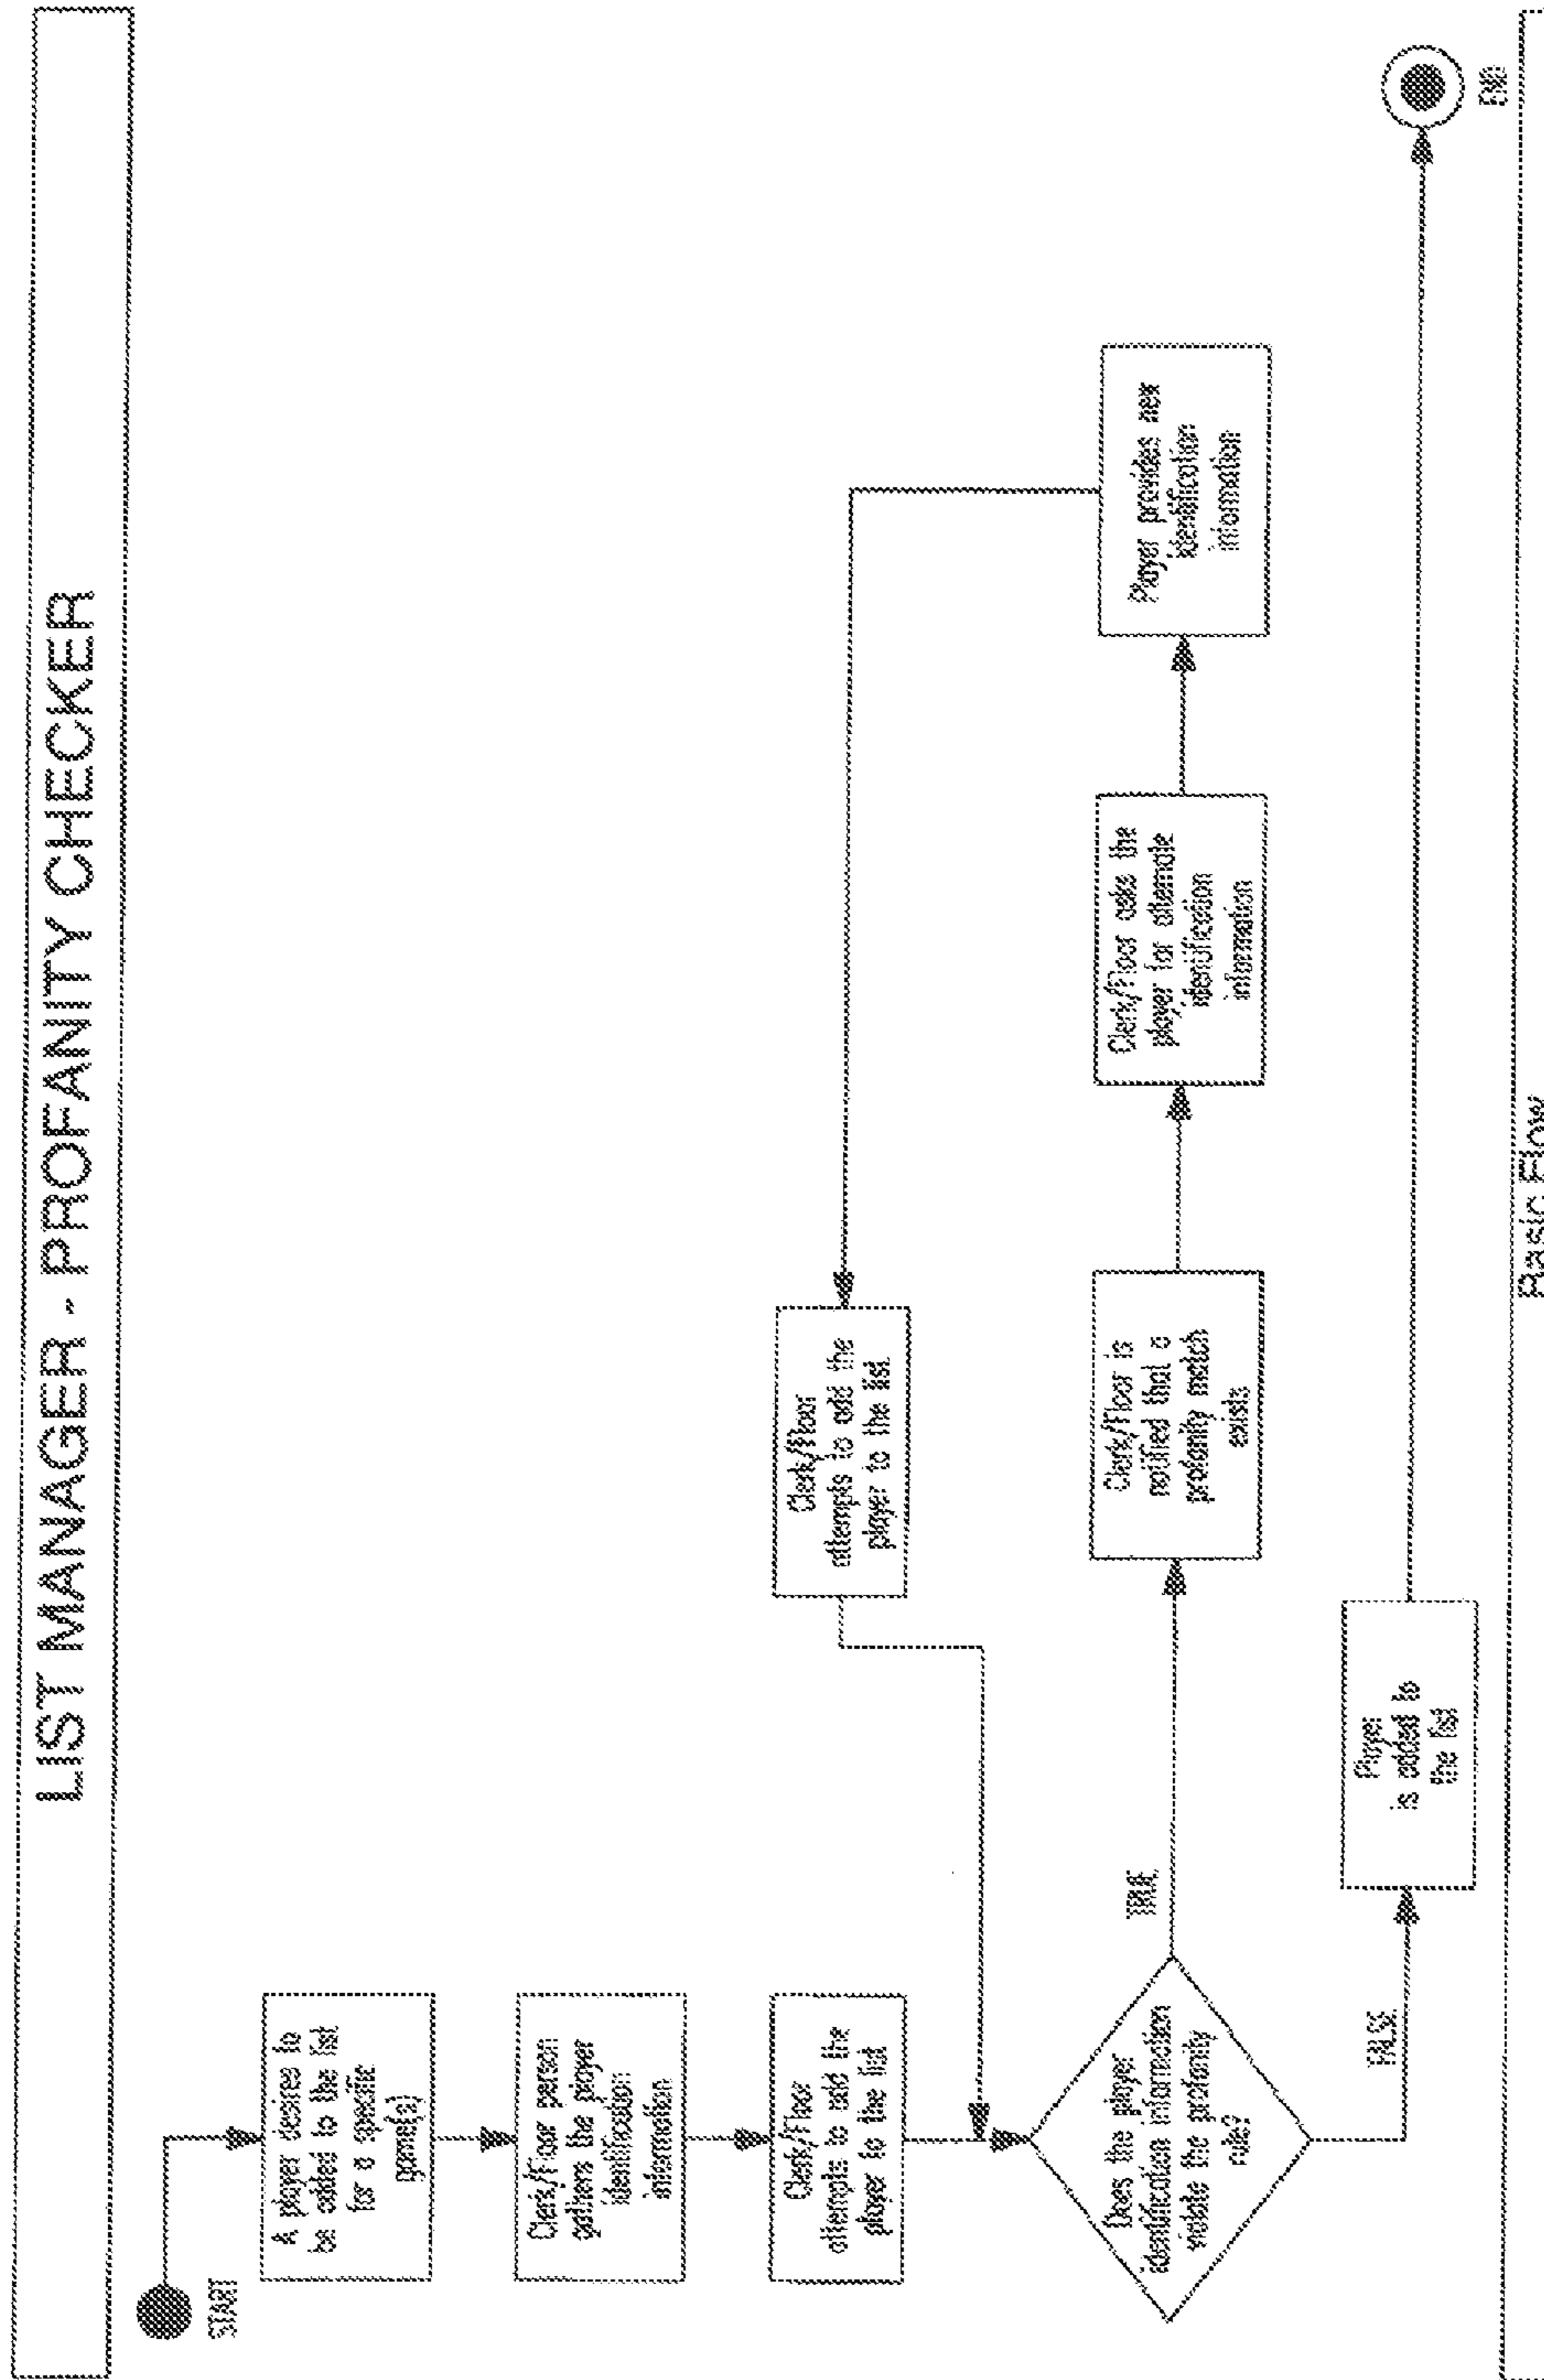 LIST MANAGER - PROFANITY CHECKER
START
A player desires to
be added to the list
for a specific
game(s)
Clerk/Floor person
gathers the player
identification
information
Clerk/Floor
attempts to add the
player to the list
Does the player
identification information
violate the profanity
rule?
TRUE
FALSE
Clerk/Floor
attempts to add the
player to the list
Clerk/Floor is
notified that a
profanity match
exists
Clerk/Floor asks the
player for alternate
identification
information
Player provides new
identification
information
Player
is added to
the list
END
Basic Flow